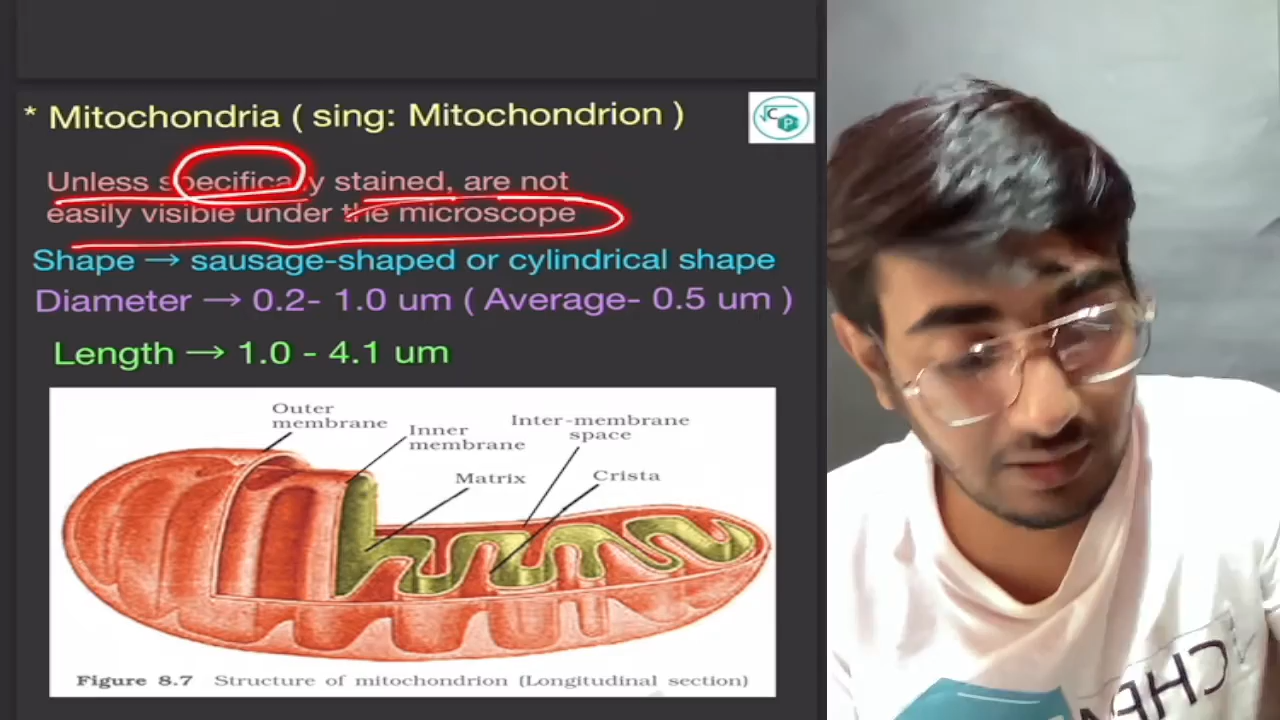 * Mitochondria ( sing: Mitochondrion )
C P
Unless specifically stained, are not
easily visible under the microscope
Shape → sausage-shaped or cylindrical shape
Diameter → 0.2- 1.0 um ( Average- 0.5 um )
Length → 1.0 - 4.1 um
Outer
membrane
Inner
membrane
Inter-membrane
space
Matrix
Crista
Figure 8.7 Structure of mitochondrion (Longitudinal section)